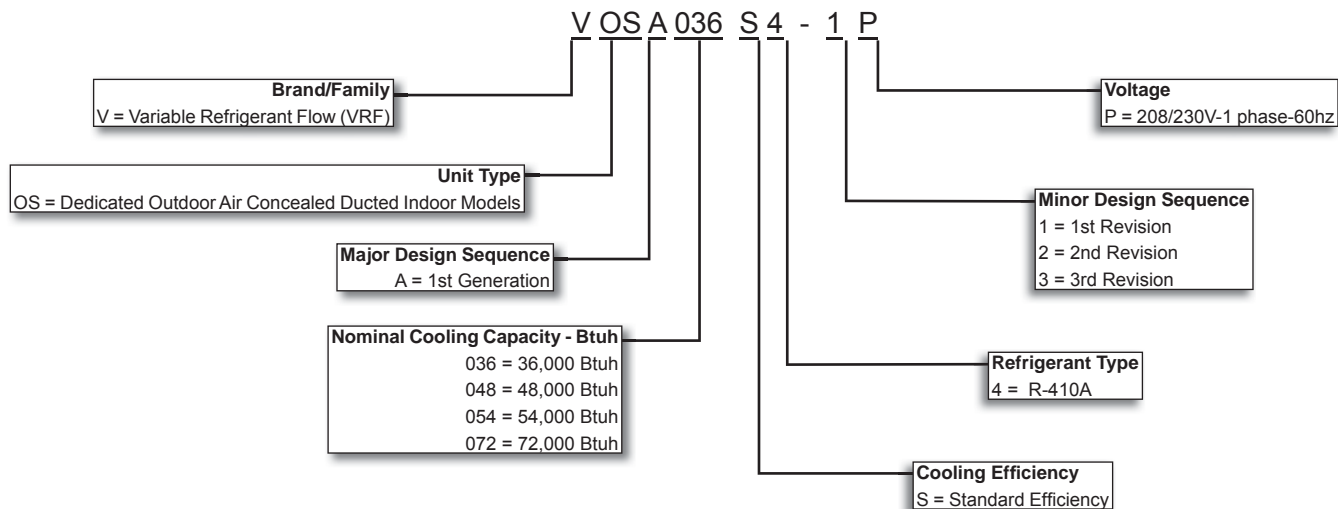 V OS A 036 S 4 - 1 P
Brand/Family
V = Variable Refrigerant Flow (VRF)
Unit Type
OS = Dedicated Outdoor Air Concealed Ducted Indoor Models
Major Design Sequence
A = 1st Generation
Nominal Cooling Capacity - Btuh
036 = 36,000 Btuh
048 = 48,000 Btuh
054 = 54,000 Btuh
072 = 72,000 Btuh
Voltage
P = 208/230V-1 phase-60hz
Minor Design Sequence
1 = 1st Revision
2 = 2nd Revision
3 = 3rd Revision
Refrigerant Type
4 = R-410A
Cooling Efficiency
S = Standard Efficiency